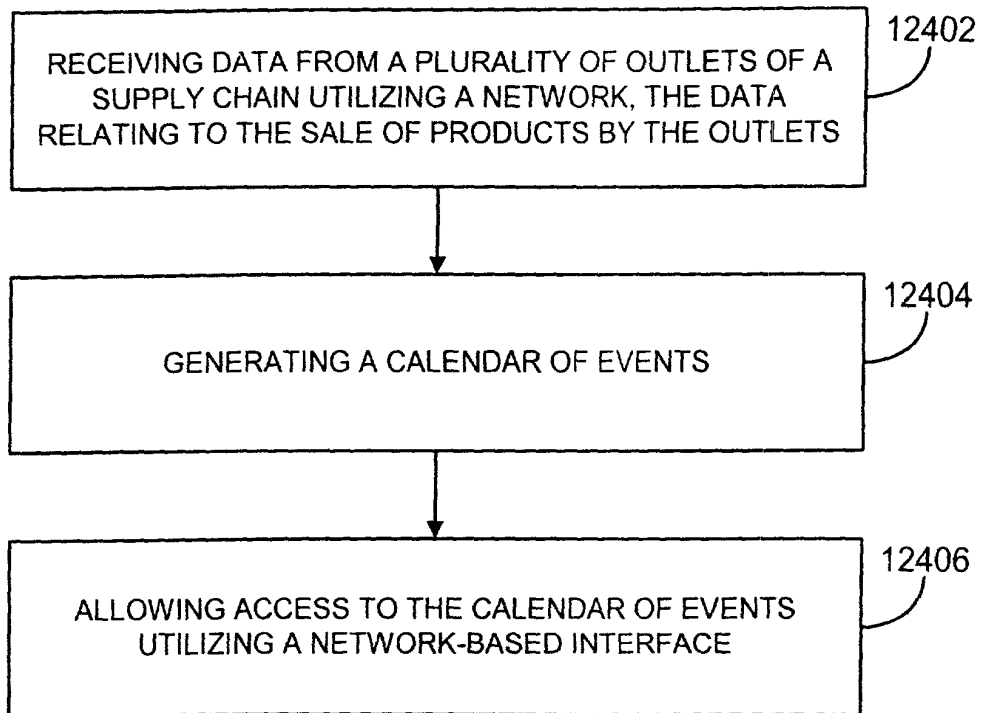 12402
RECEIVING DATA FROM A PLURALITY OF OUTLETS OF A
SUPPLY CHAIN UTILIZING A NETWORK, THE DATA
RELATING TO THE SALE OF PRODUCTS BY THE OUTLETS
12404
GENERATING A CALENDAR OF EVENTS
12406
ALLOWING ACCESS TO THE CALENDAR OF EVENTS
UTILIZING A NETWORK-BASED INTERFACE